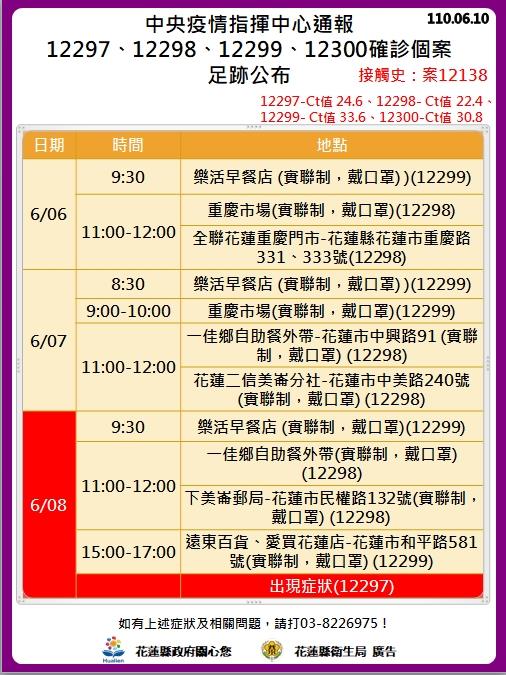 中央疫情指揮中心通報
110.06.10
12297、12298、12299、12300確診個案
足跡公布
接觸史：案12138
12297-Ct值 24.6、12298- Ct值 22.4、
12299- Ct值 33.6、12300-Ct值 30.8
日期 時間 地點
6/06
9:30 樂活早餐店 (實聯制，戴口罩) )(12299)
11:00-12:00 重慶市場(實聯制，戴口罩)(12298)
全聯花蓮重慶門市-花蓮縣花蓮市重慶路
331、333號(12298)
6/07
8:30 樂活早餐店 (實聯制，戴口罩) )(12299)
9:00-10:00 重慶市場(實聯制，戴口罩)(12299)
11:00-12:00
一佳鄉自助餐外帶-花蓮市中興路91 (實聯
制，戴口罩) (12298)
花蓮二信美崙分社-花蓮市中美路240號
(實聯制，戴口罩) (12298)
6/08
9:30 樂活早餐店 (實聯制，戴口罩)(12299)
11:00-12:00
一佳鄉自助餐外帶(實聯制，戴口罩)
(12298)
下美崙郵局-花蓮市民權路132號(實聯制，
戴口罩) (12298)
15:00-17:00
遠東百貨、愛買花蓮店-花蓮市和平路581
號(實聯制，戴口罩) (12299)
出現症狀(12297)
如有上述症狀及相關問題，請打03-8226975！
Hualien
花蓮縣政府關心您
花蓮縣衛生局 廣告